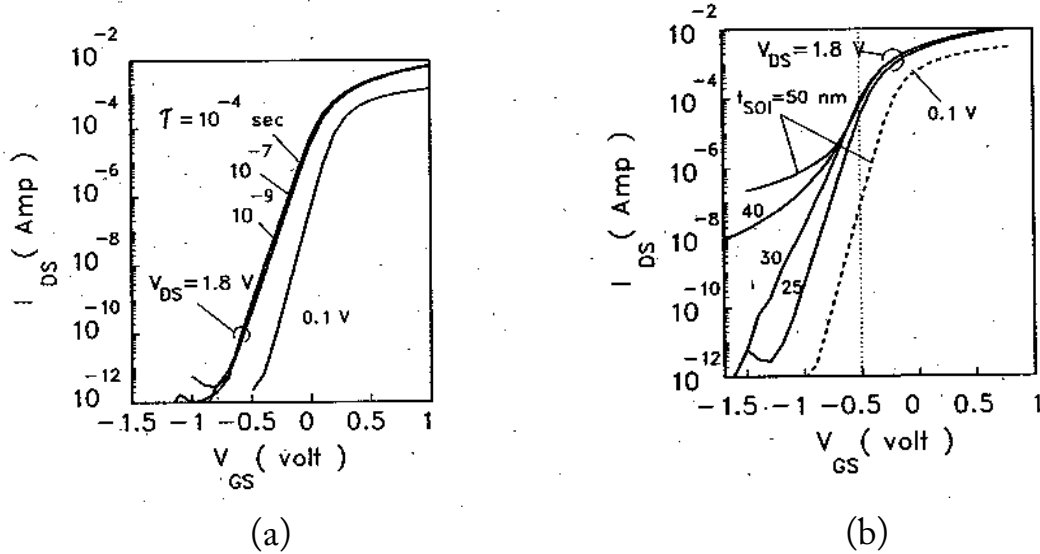 10⁻²
10⁻⁴
10⁻⁶
10⁻⁸
10⁻¹⁰
10⁻¹²
I_DS ( Amp )
τ = 10⁻⁴ sec
10⁻⁷
10⁻⁹
V_DS = 1.8 V
0.1 V
−1.5 −1 −0.5 0 0.5 1
V_GS ( volt )
(a)
10⁻²
10⁻⁴
10⁻⁶
10⁻⁸
10⁻¹⁰
10⁻¹²
I_DS ( Amp )
V_DS = 1.8 V
t_SOI = 50 nm
0.1 V
40
30
25
−1.5 −1 −0.5 0 0.5 1
V_GS ( volt )
(b)